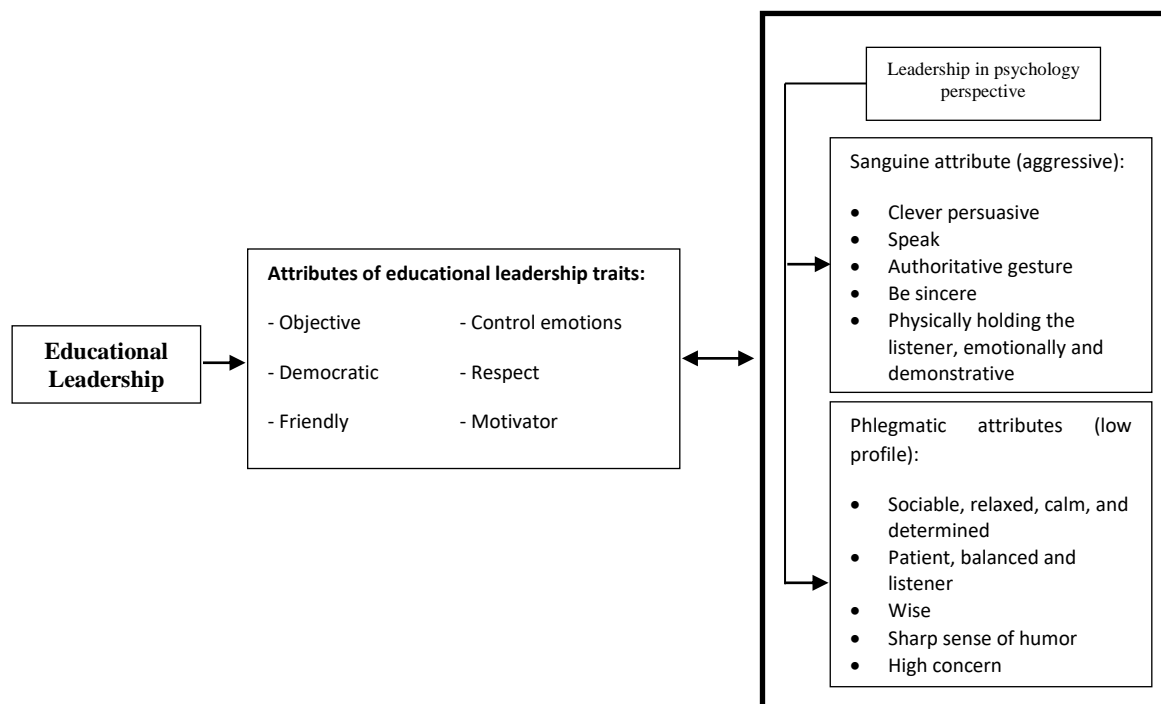 Educational
Leadership
Attributes of educational leadership traits:
- Objective
- Control emotions
- Democratic
- Respect
- Friendly
- Motivator
Leadership in psychology
perspective
Sanguine attribute (aggressive):
• Clever persuasive
• Speak
• Authoritative gesture
• Be sincere
• Physically holding the
listener, emotionally and
demonstrative
Phlegmatic attributes (low
profile):
• Sociable, relaxed, calm, and
determined
• Patient, balanced and
listener
• Wise
• Sharp sense of humor
• High concern